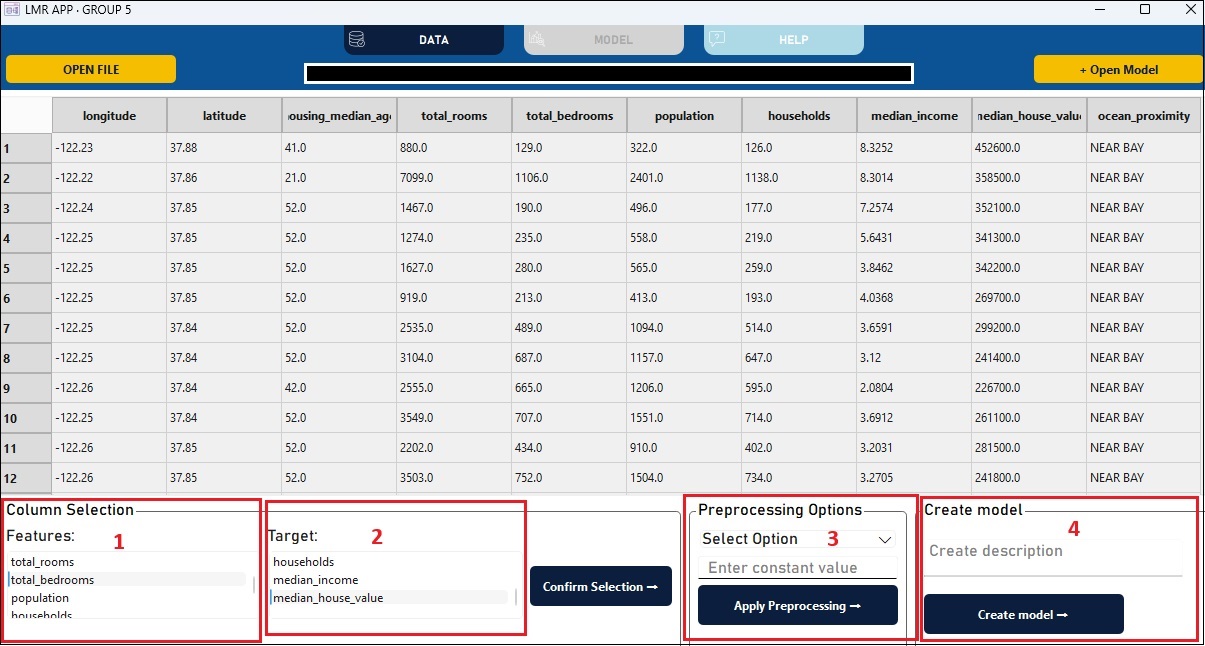 LMR APP · GROUP 5
DATA
MODEL
HELP
OPEN FILE
+ Open Model
longitude latitude ousing_median_age total_rooms total_bedrooms population households median_income nedian_house_value ocean_proximity
1 -122.23 37.88 41.0 880.0 129.0 322.0 126.0 8.3252 452600.0 NEAR BAY
2 -122.22 37.86 21.0 7099.0 1106.0 2401.0 1138.0 8.3014 358500.0 NEAR BAY
3 -122.24 37.85 52.0 1467.0 190.0 496.0 177.0 7.2574 352100.0 NEAR BAY
4 -122.25 37.85 52.0 1274.0 235.0 558.0 219.0 5.6431 341300.0 NEAR BAY
5 -122.25 37.85 52.0 1627.0 280.0 565.0 259.0 3.8462 342200.0 NEAR BAY
6 -122.25 37.85 52.0 919.0 213.0 413.0 193.0 4.0368 269700.0 NEAR BAY
7 -122.25 37.84 52.0 2535.0 489.0 1094.0 514.0 3.6591 299200.0 NEAR BAY
8 -122.25 37.84 52.0 3104.0 687.0 1157.0 647.0 3.12 241400.0 NEAR BAY
9 -122.26 37.84 42.0 2555.0 665.0 1206.0 595.0 2.0804 226700.0 NEAR BAY
10 -122.25 37.84 52.0 3549.0 707.0 1551.0 714.0 3.6912 261100.0 NEAR BAY
11 -122.26 37.85 52.0 2202.0 434.0 910.0 402.0 3.2031 281500.0 NEAR BAY
12 -122.26 37.85 52.0 3503.0 752.0 1504.0 734.0 3.2705 241800.0 NEAR BAY
Column Selection
Features: 1
total_rooms
total_bedrooms
population
households
Target: 2
households
median_income
median_house_value
Confirm Selection →
Preprocessing Options
Select Option 3
Enter constant value
Apply Preprocessing →
Create model
4
Create description
Create model →